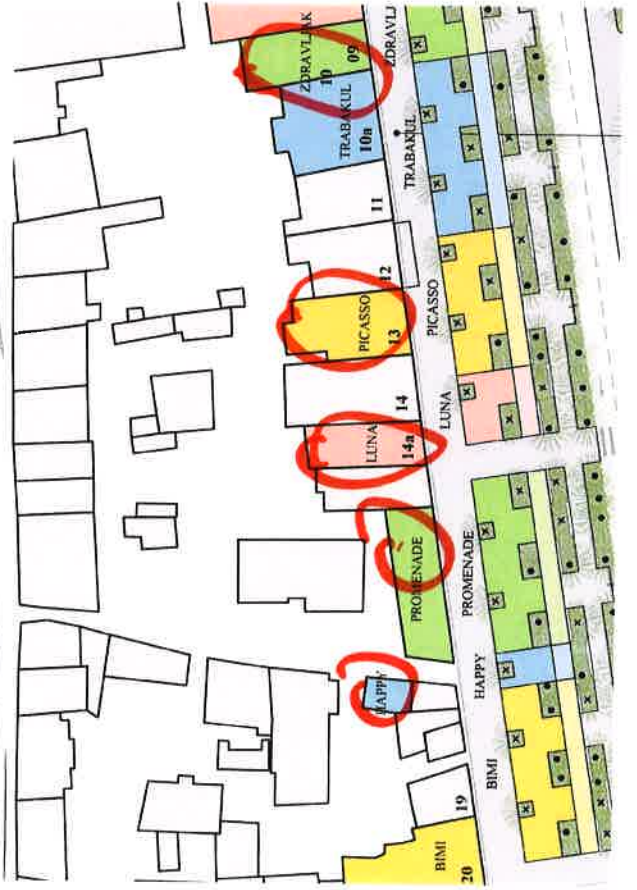 ZDRAVLJAK
10
09
ZDRAVLJ
TRABAKUL
10a
TRABAKUL
11
12
PICASSO
13
PICASSO
14
LUNA
14a
LUNA
PROMENADE
PROMENADE
HAPPY
HAPPY
19
BIMI
BIMI
20